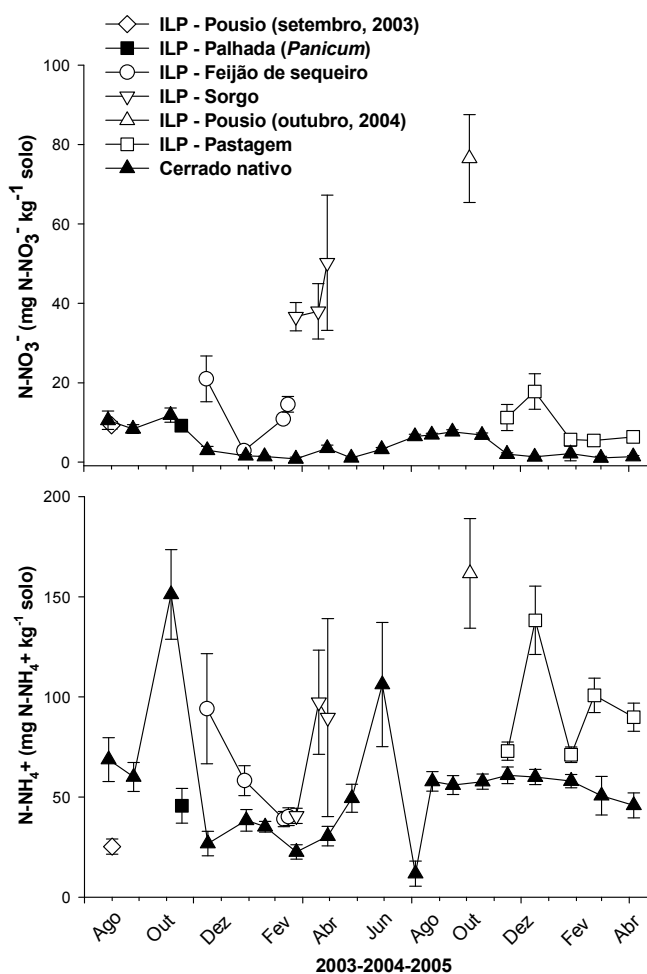 ILP - Pousio (setembro, 2003)
ILP - Palhada (Panicum)
ILP - Feijão de sequeiro
ILP - Sorgo
ILP - Pousio (outubro, 2004)
ILP - Pastagem
Cerrado nativo
N-NO3⁻ (mg N-NO3⁻ kg⁻¹ solo)
100
80
60
40
20
0
N-NH4+ (mg N-NH4+ kg⁻¹ solo)
200
150
100
50
0
Ago Out Dez Fev Abr Jun Ago Out Dez Fev Abr
2003-2004-2005